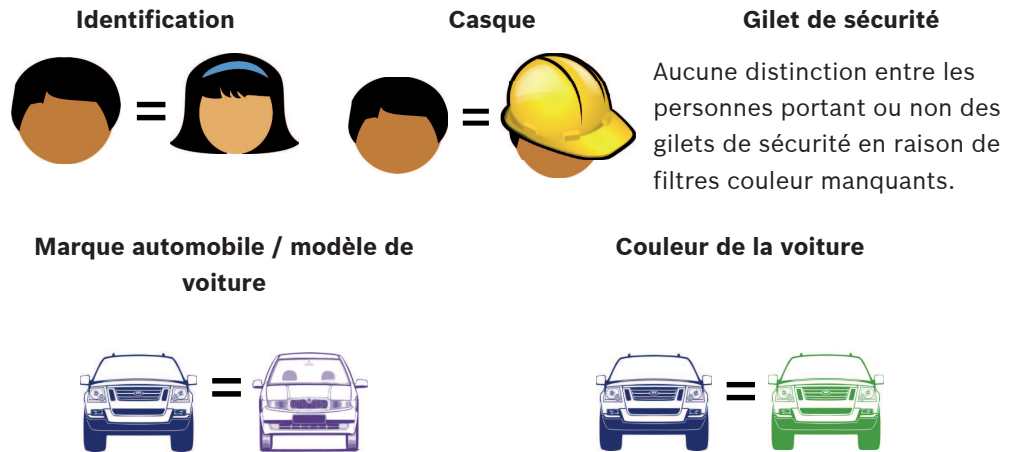 Identification
Casque
Gilet de sécurité
=
=
Aucune distinction entre les
personnes portant ou non des
gilets de sécurité en raison de
filtres couleur manquants.
Marque automobile / modèle de
voiture
Couleur de la voiture
=
=